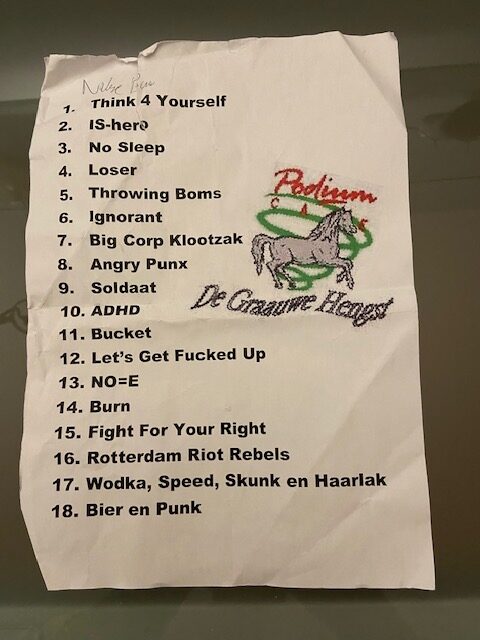 1. Think 4 Yourself
2. IS-hero
3. No Sleep
4. Loser
5. Throwing Boms
6. Ignorant
7. Big Corp Klootzak
8. Angry Punx
9. Soldaat
10. ADHD
11. Bucket
12. Let's Get Fucked Up
13. NO=E
14. Burn
15. Fight For Your Right
16. Rotterdam Riot Rebels
17. Wodka, Speed, Skunk en Haarlak
18. Bier en Punk
Podium
De Graauwe Hengst